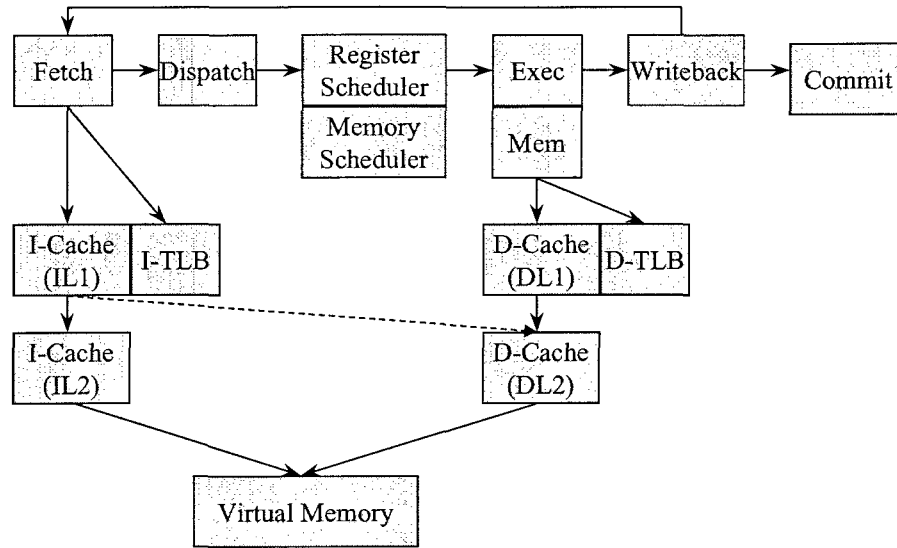 Fetch
Dispatch
Register
Scheduler
Memory
Scheduler
Exec
Mem
Writeback
Commit
I-Cache
(IL1)
I-TLB
D-Cache
(DL1)
D-TLB
I-Cache
(IL2)
D-Cache
(DL2)
Virtual Memory